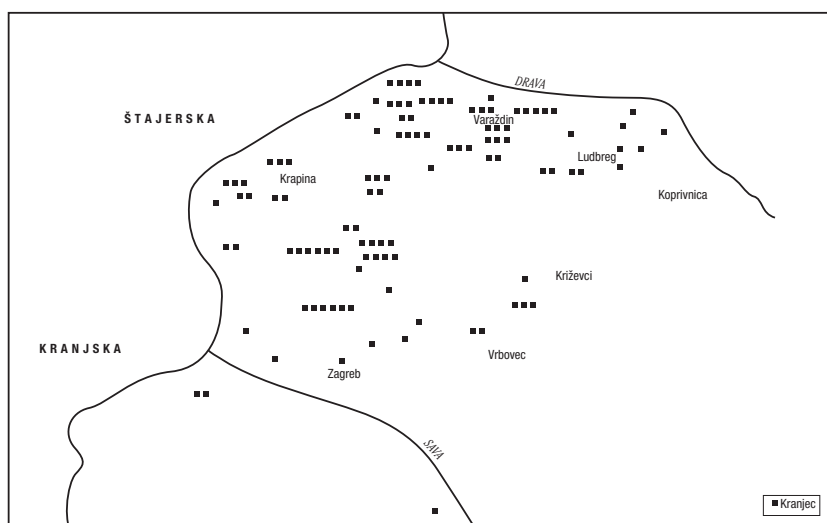 DRAVA
ŠTAJERSKA
Varaždin
Ludbreg
Krapina
Koprivnica
Križevci
KRANJSKA
Vrbovec
Zagreb
SAVA
Kranjec